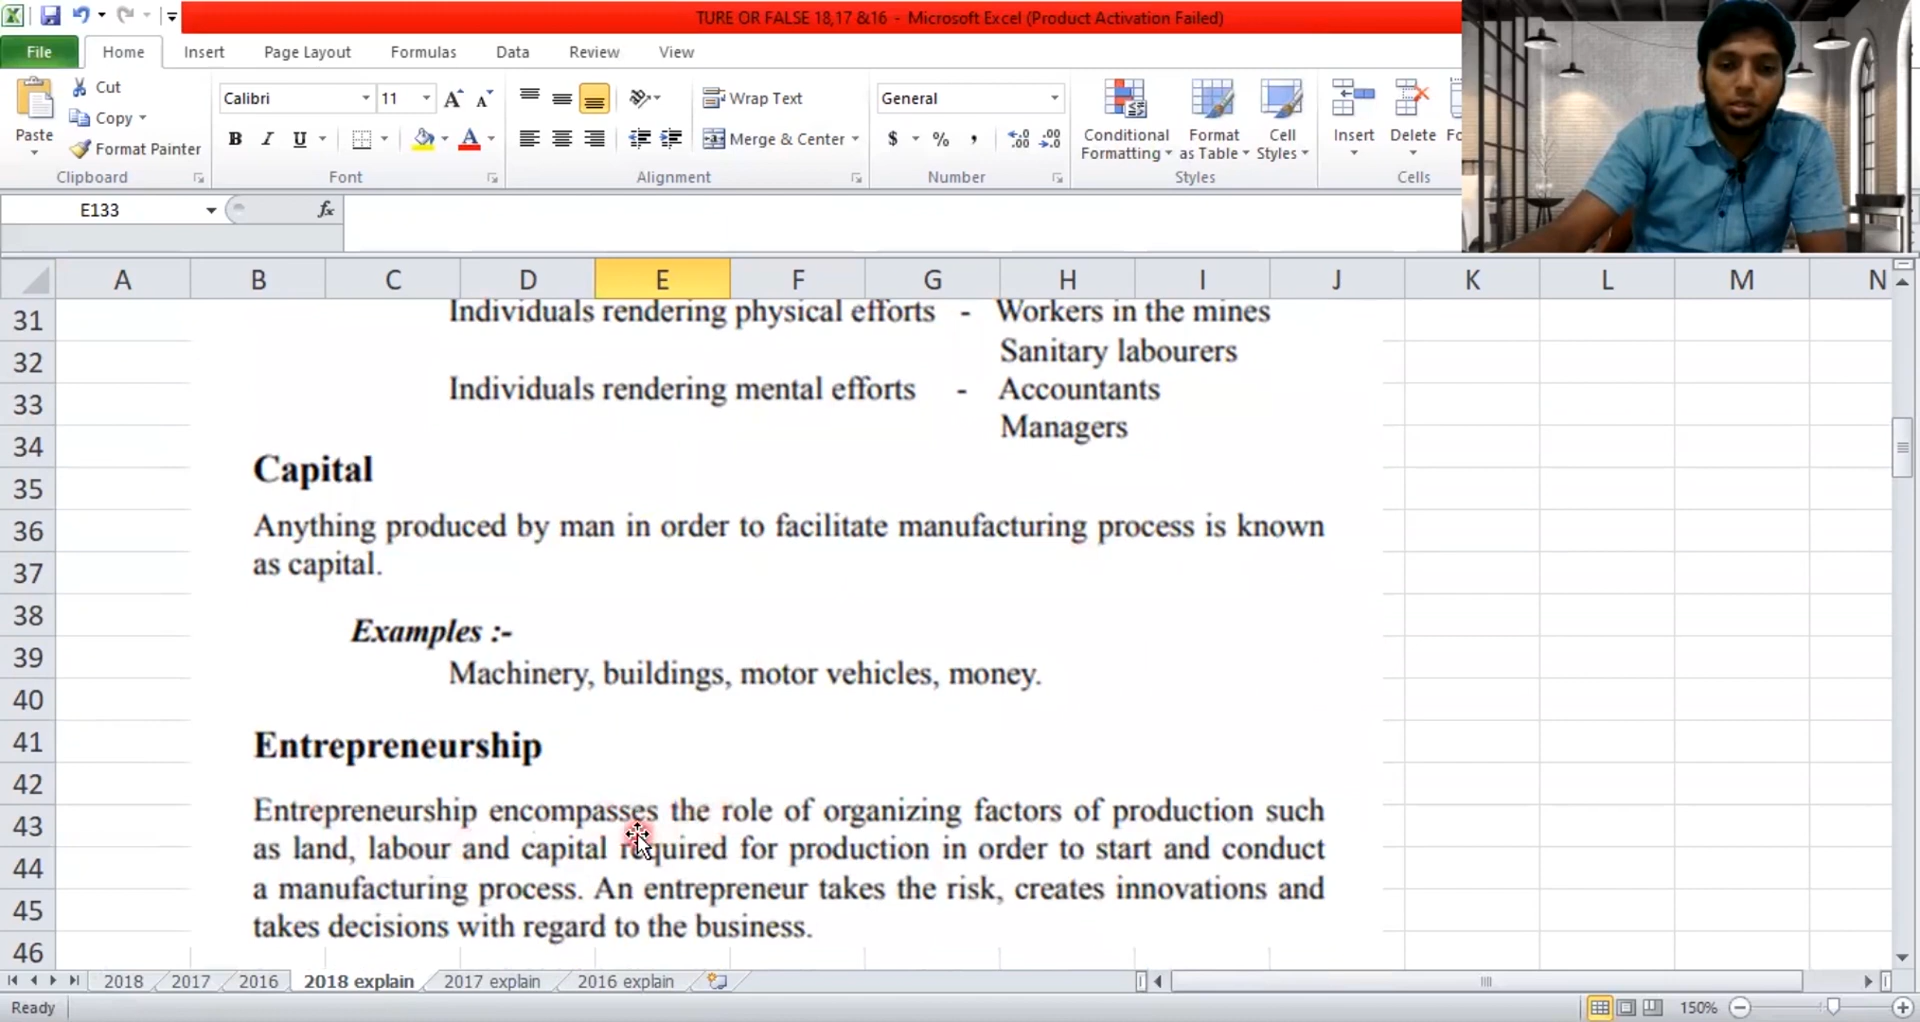 TURE OR FALSE 18,17 &16 - Microsoft Excel (Product Activation Failed)
File Home Insert Page Layout Formulas Data Review View
Cut
Copy
Format Painter
Paste
Calibri 11
B I U
Wrap Text
Merge & Center
General
$ % ,
Conditional Formatting
Format as Table
Cell Styles
Insert
Delete
Clipboard Font Alignment Number Styles Cells
E133 fx
A B C D E F G H I J K L M N
31 Individuals rendering physical efforts - Workers in the mines
32 Sanitary labourers
33 Individuals rendering mental efforts - Accountants
34 Managers
35 Capital
36 Anything produced by man in order to facilitate manufacturing process is known
37 as capital.
38 Examples :-
39 Machinery, buildings, motor vehicles, money.
40
41 Entrepreneurship
42
43 Entrepreneurship encompasses the role of organizing factors of production such
44 as land, labour and capital required for production in order to start and conduct
45 a manufacturing process. An entrepreneur takes the risk, creates innovations and
46 takes decisions with regard to the business.
2018 2017 2016 2018 explain 2017 explain 2016 explain
Ready 150%